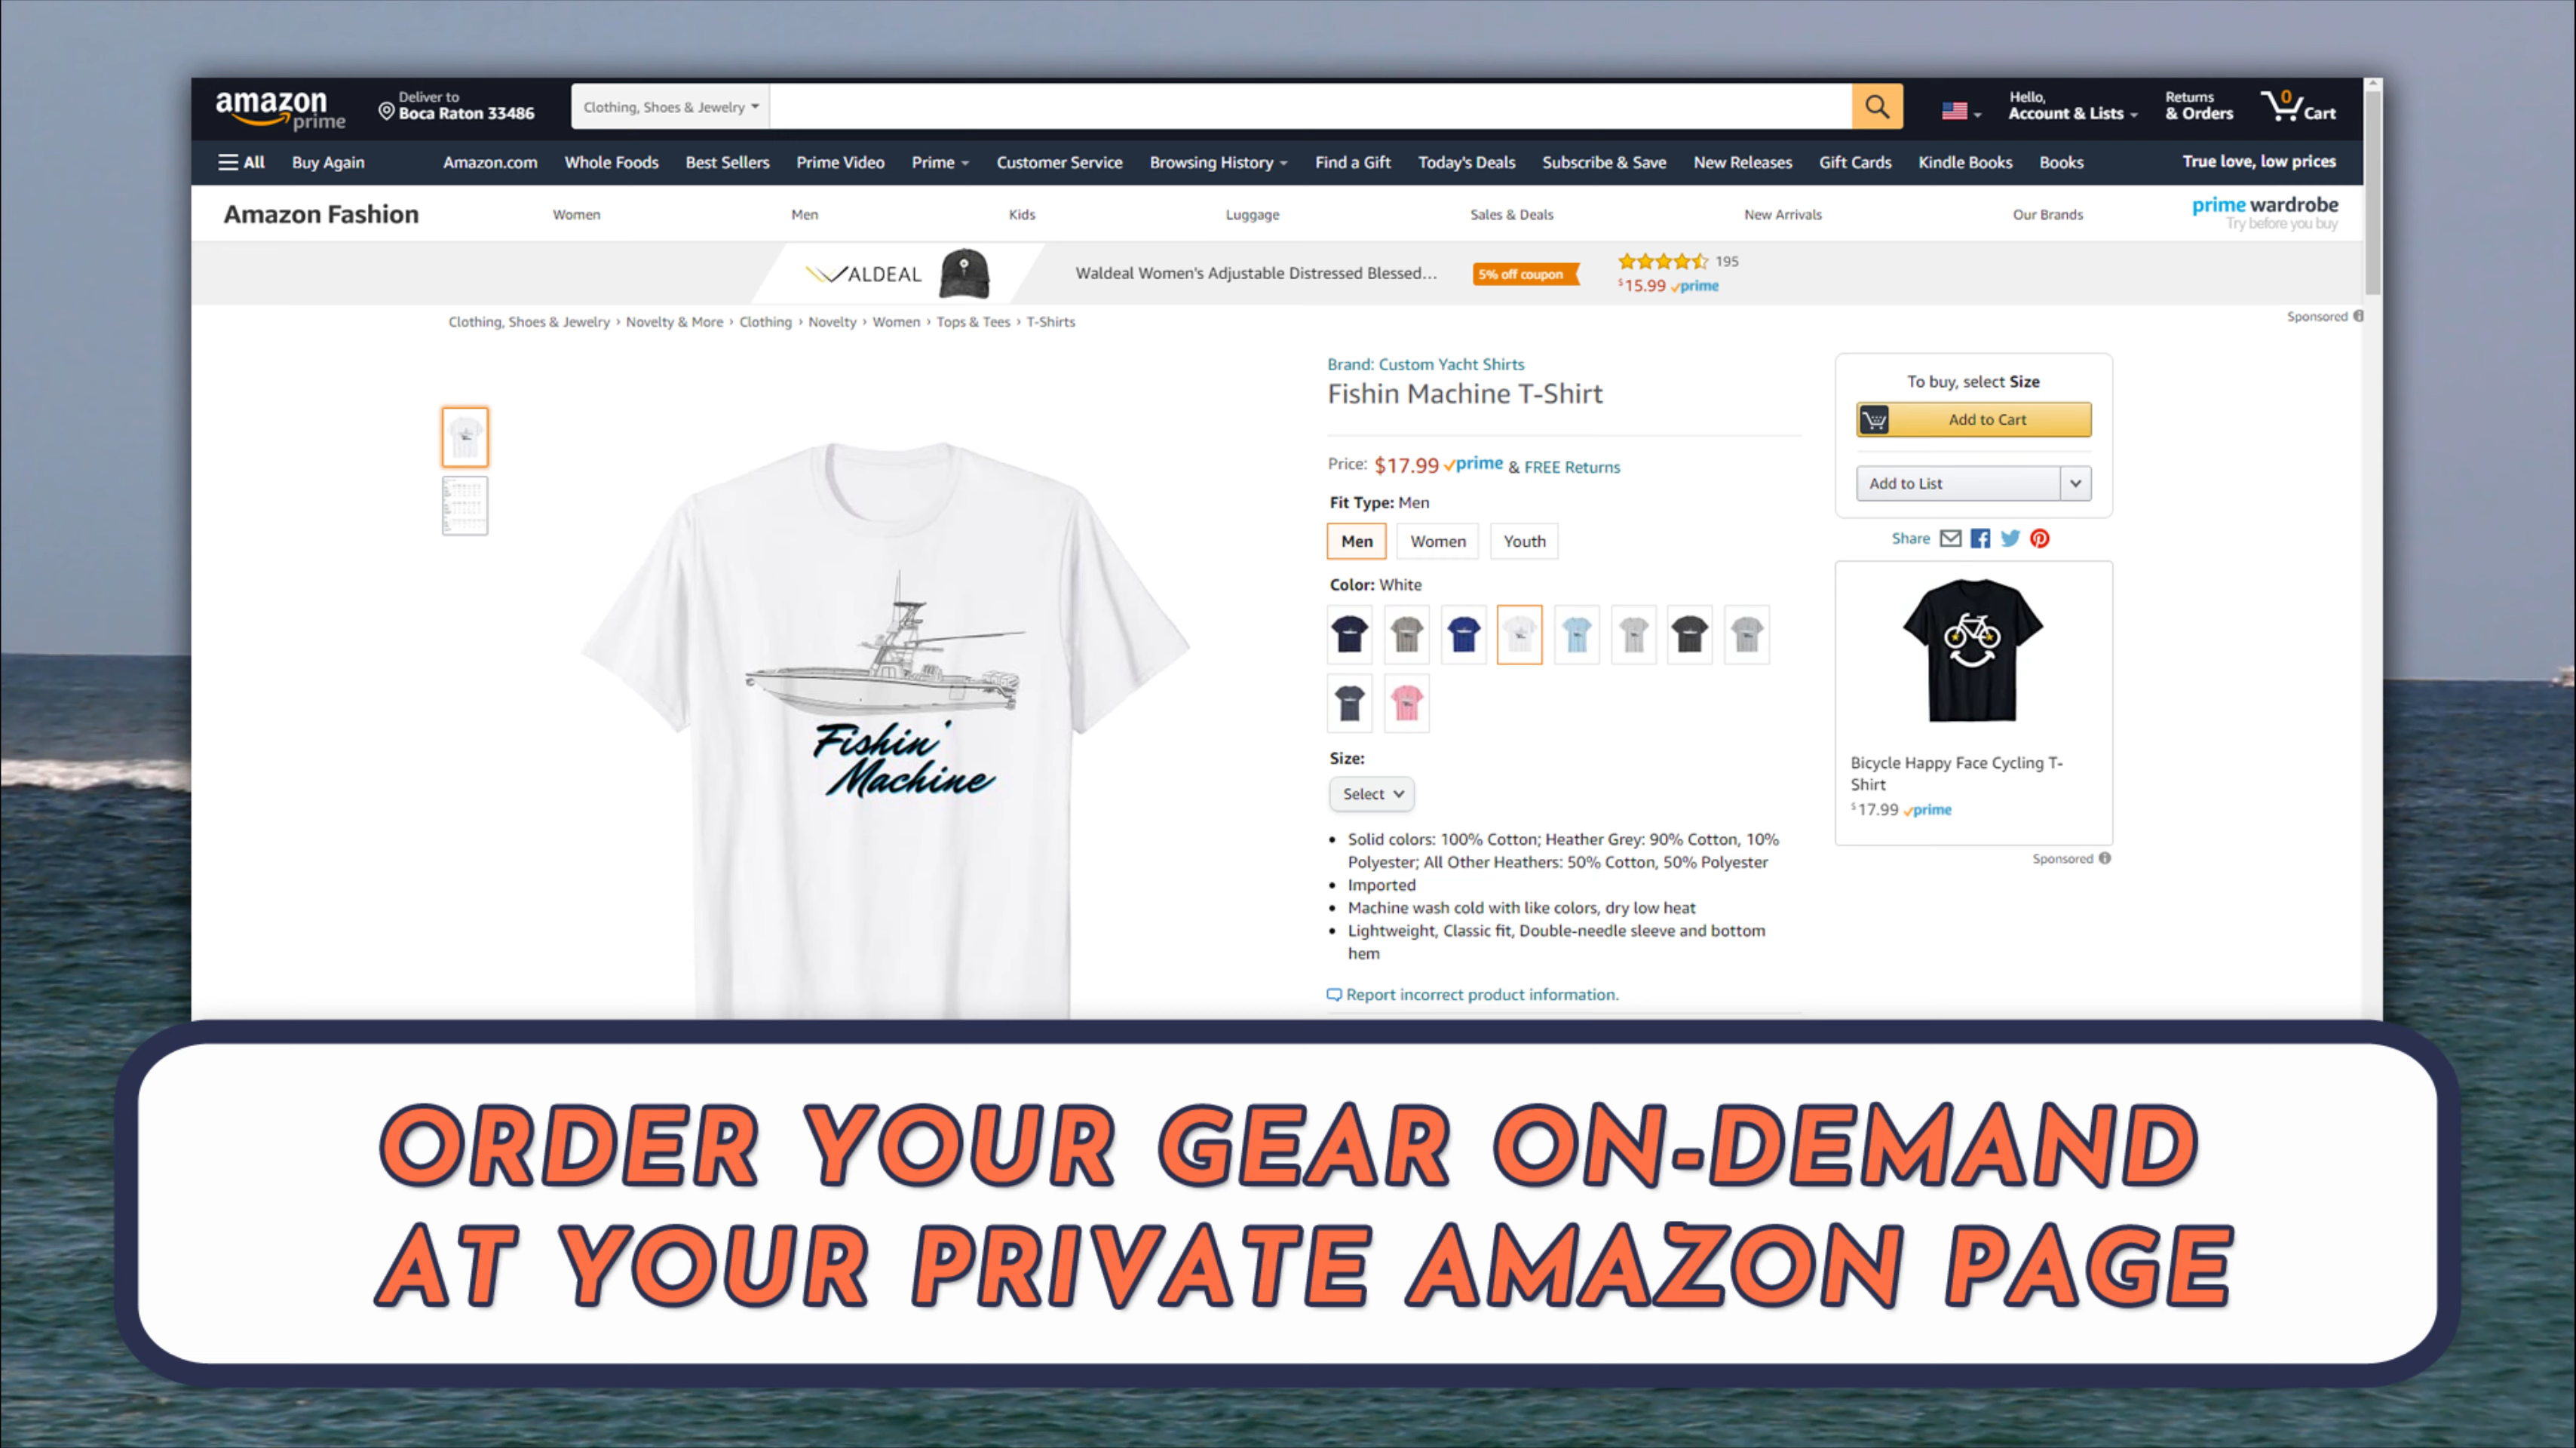 amazon prime
Deliver to
Boca Raton 33486
Clothing, Shoes & Jewelry
Hello,
Account & Lists
Returns
& Orders
0
Cart
All
Buy Again
Amazon.com
Whole Foods
Best Sellers
Prime Video
Prime
Customer Service
Browsing History
Find a Gift
Today's Deals
Subscribe & Save
New Releases
Gift Cards
Kindle Books
Books
True love, low prices
Amazon Fashion
Women
Men
Kids
Luggage
Sales & Deals
New Arrivals
Our Brands
prime wardrobe
Try before you buy
WALDEAL
Waldeal Women's Adjustable Distressed Blessed...
5% off coupon
195
$15.99 prime
Sponsored
Clothing, Shoes & Jewelry › Novelty & More › Clothing › Novelty › Women › Tops & Tees › T-Shirts
Fishin'
Machine
Brand: Custom Yacht Shirts
Fishin Machine T-Shirt
Price: $17.99 prime & FREE Returns
Fit Type: Men
Men
Women
Youth
Color: White
Size:
Select
• Solid colors: 100% Cotton; Heather Grey: 90% Cotton, 10%
Polyester; All Other Heathers: 50% Cotton, 50% Polyester
• Imported
• Machine wash cold with like colors, dry low heat
• Lightweight, Classic fit, Double-needle sleeve and bottom
hem
Report incorrect product information.
To buy, select Size
Add to Cart
Add to List
Share
Bicycle Happy Face Cycling T-
Shirt
$17.99 prime
Sponsored
ORDER YOUR GEAR ON-DEMAND
AT YOUR PRIVATE AMAZON PAGE